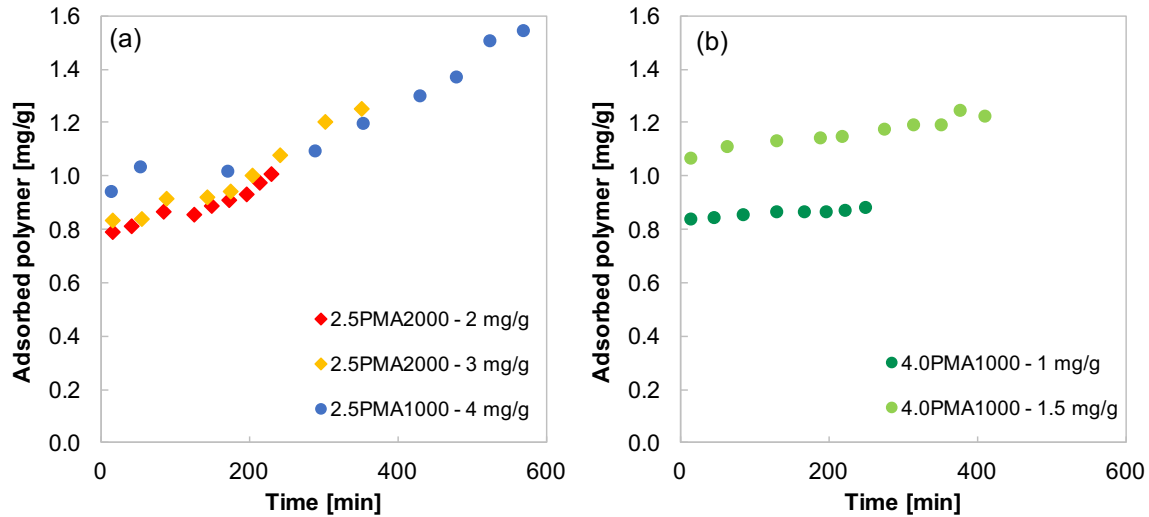 (a)
Adsorbed polymer [mg/g]
1.6
1.4
1.2
1.0
0.8
0.6
0.4
0.2
0.0
2.5PMA2000 - 2 mg/g
2.5PMA2000 - 3 mg/g
2.5PMA1000 - 4 mg/g
0 200 400 600
Time [min]
(b)
Adsorbed polymer [mg/g]
1.6
1.4
1.2
1.0
0.8
0.6
0.4
0.2
0.0
4.0PMA1000 - 1 mg/g
4.0PMA1000 - 1.5 mg/g
0 200 400 600
Time [min]